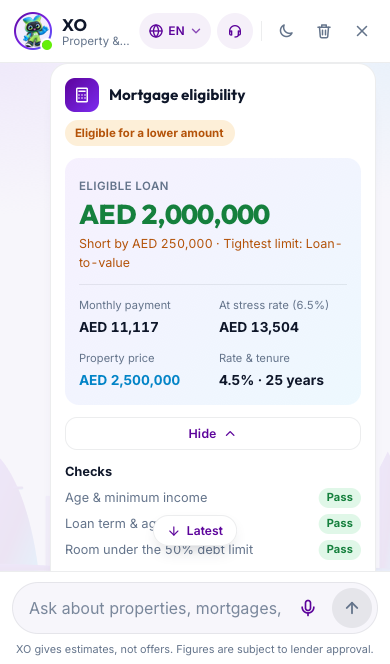 XO
Property &...
EN
Mortgage eligibility
Eligible for a lower amount
ELIGIBLE LOAN
AED 2,000,000
Short by AED 250,000 · Tightest limit: Loan-
to-value
Monthly payment
At stress rate (6.5%)
AED 11,117
AED 13,504
Property price
Rate & tenure
AED 2,500,000
4.5% · 25 years
Hide
Checks
Age & minimum income
Pass
Loan term & ag
Pass
Latest
Room under the 50% debt limit
Pass
Ask about properties, mortgages,
XO gives estimates, not offers. Figures are subject to lender approval.